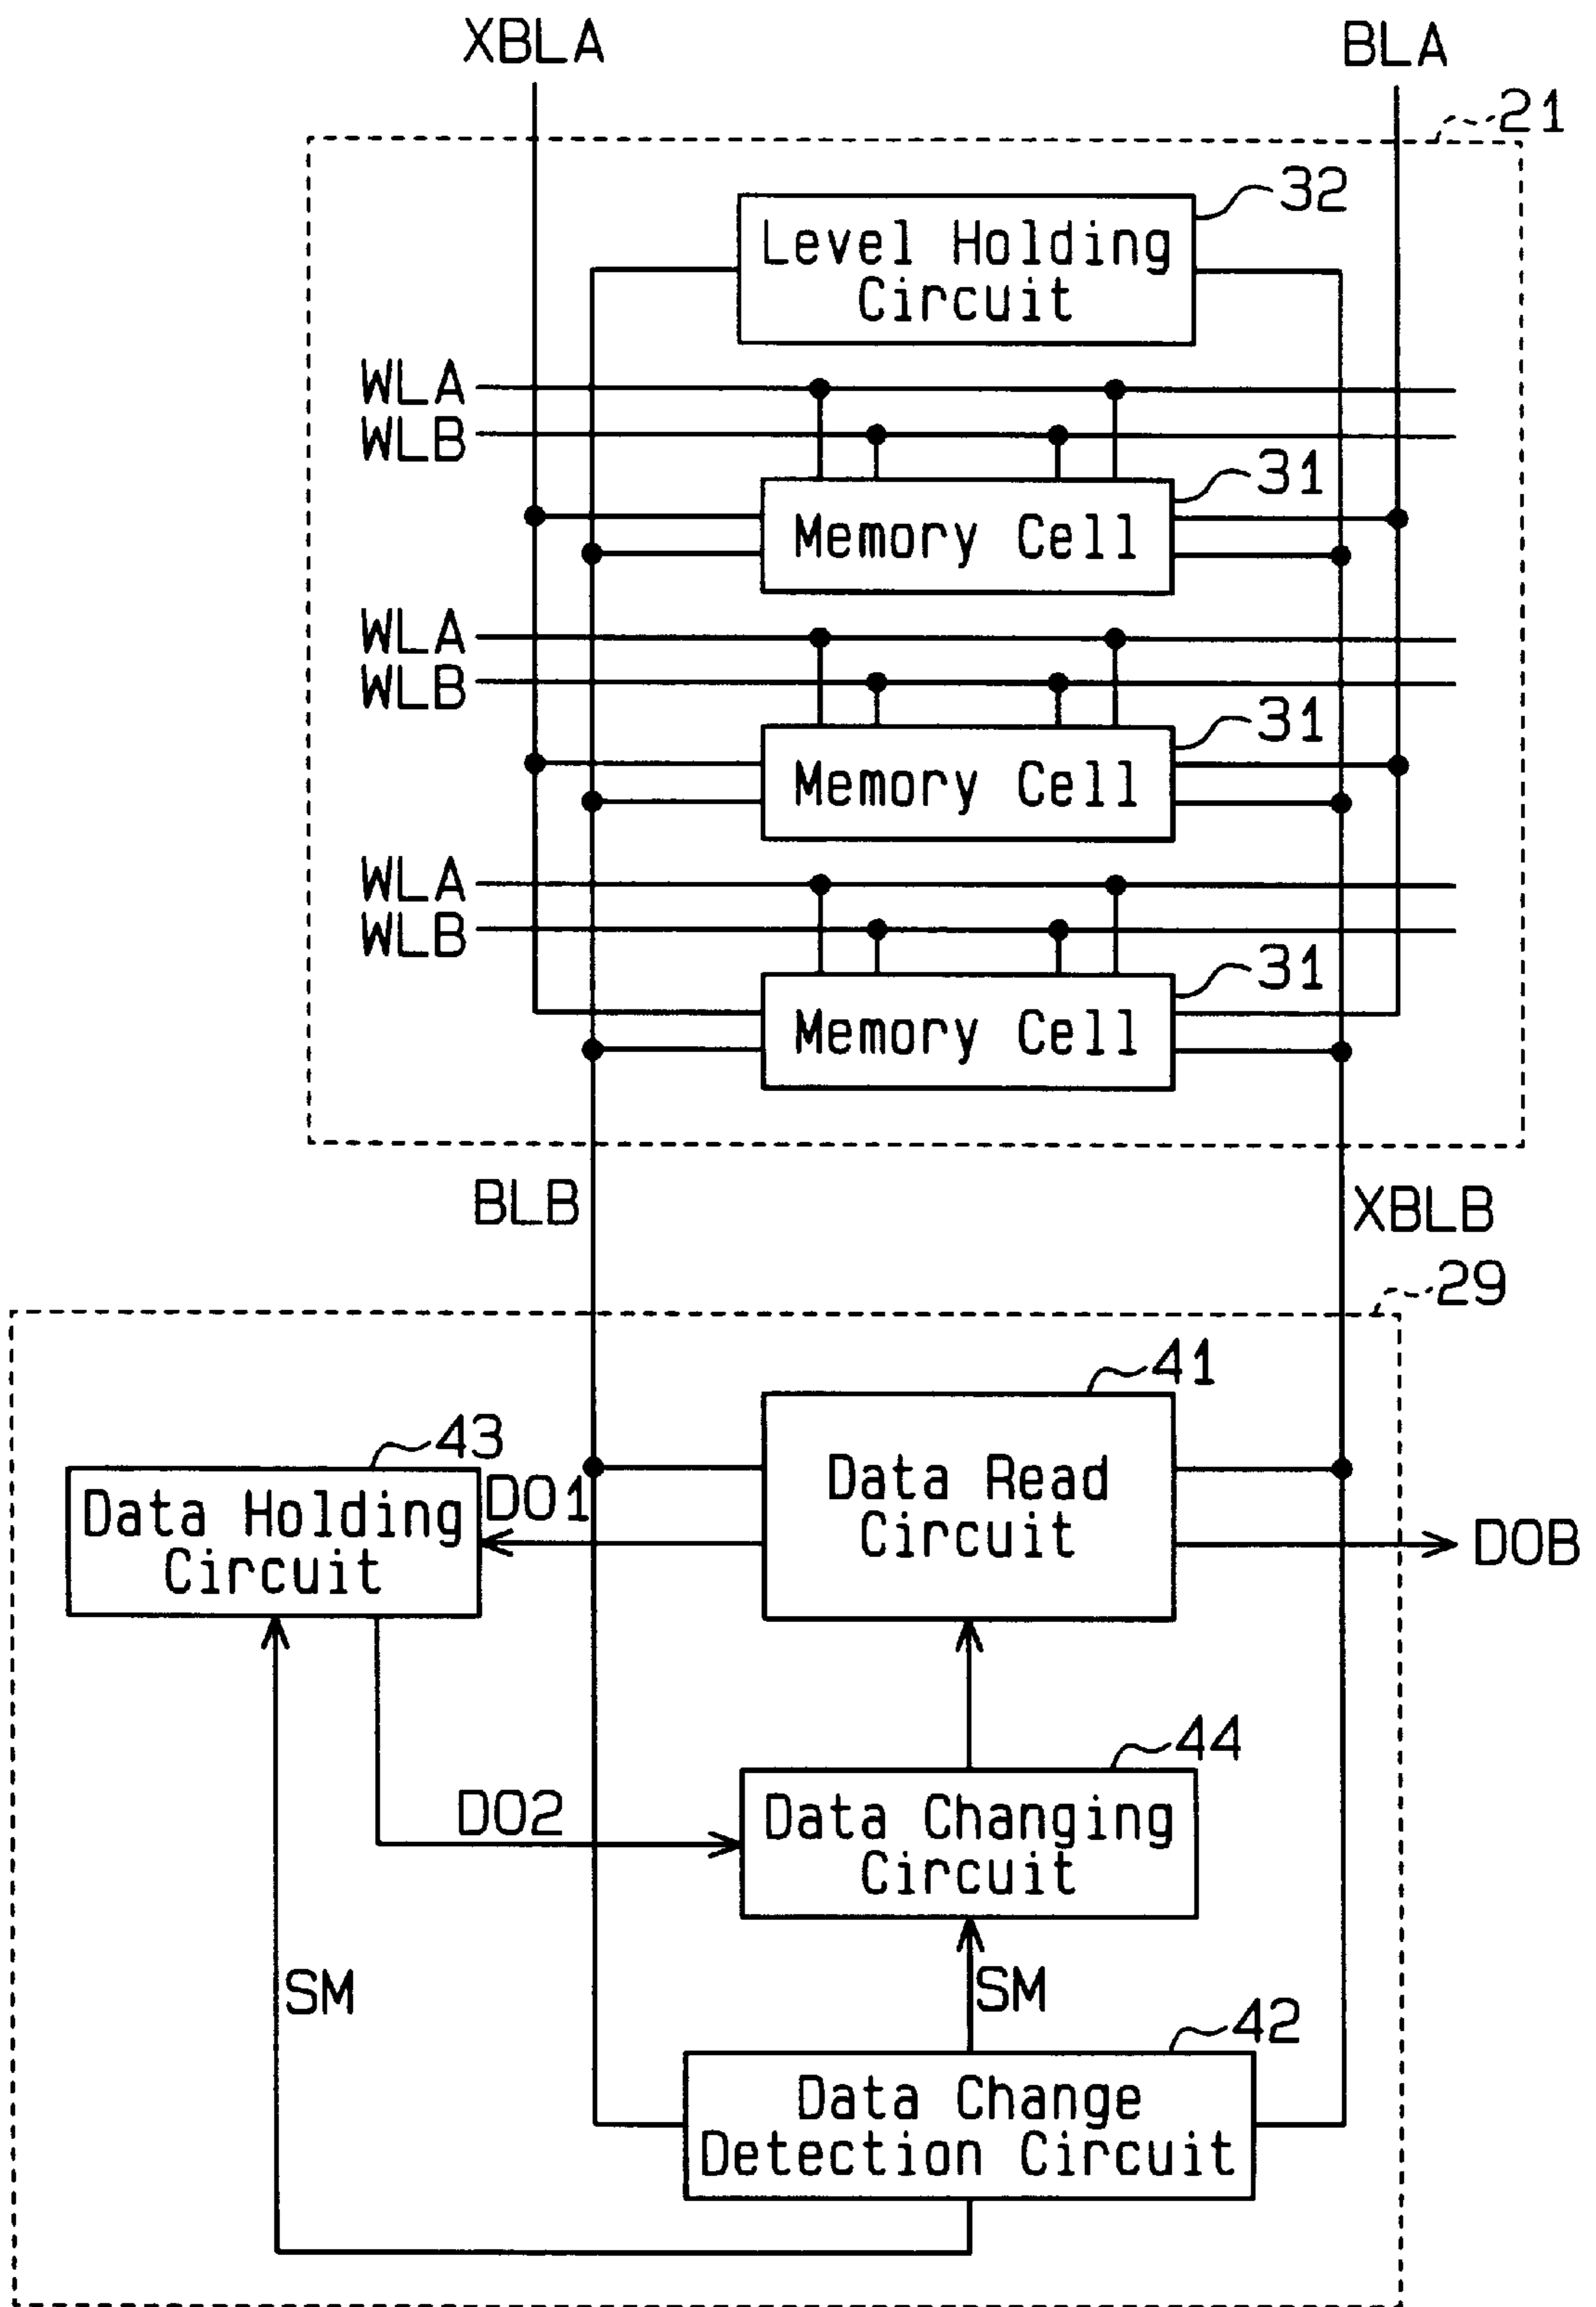 XBLA
BLA
21
32
Level Holding
Circuit
WLA
WLB
31
Memory Cell
WLA
WLB
31
Memory Cell
WLA
WLB
31
Memory Cell
BLB
XBLB
29
41
43
Data Holding
Circuit
DO1
Data Read
Circuit
DOB
44
DO2
Data Changing
Circuit
SM
SM
42
Data Change
Detection Circuit